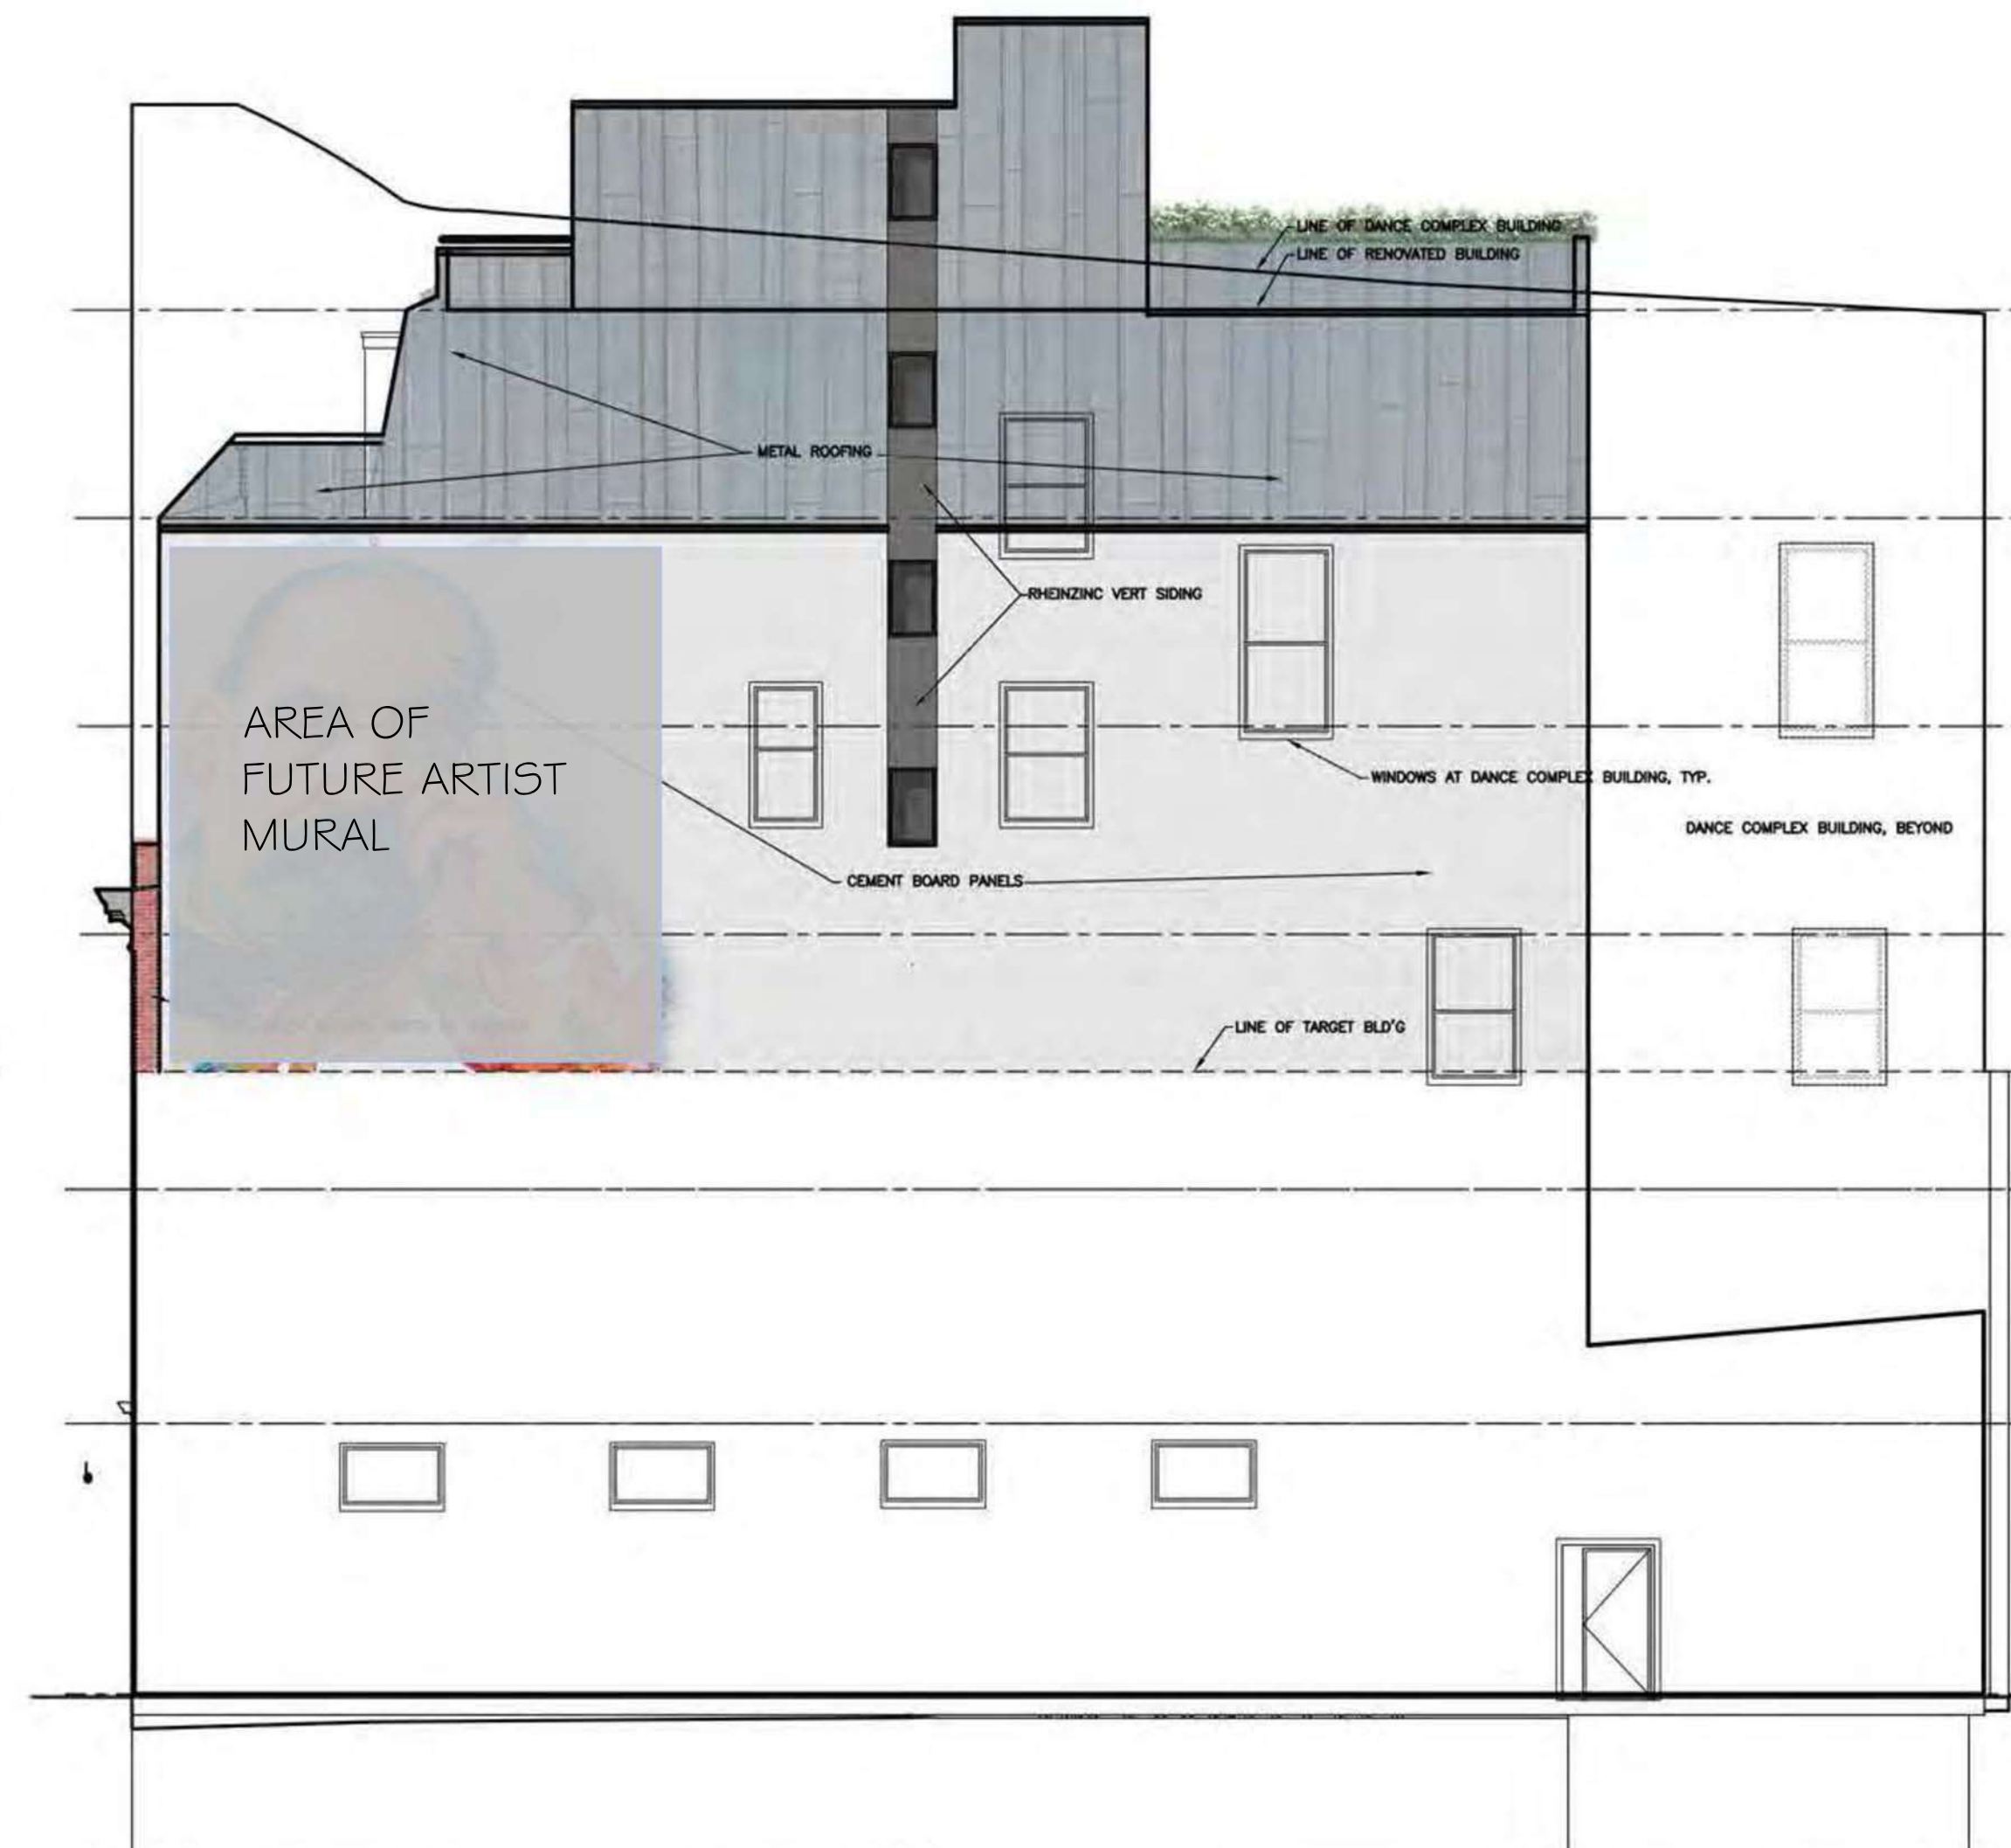 LINE OF DANCE COMPLEX BUILDING
LINE OF RENOVATED BUILDING
METAL ROOFING
RHEINZINC VERT SIDING
AREA OF
FUTURE ARTIST
MURAL
WINDOWS AT DANCE COMPLEX BUILDING, TYP.
DANCE COMPLEX BUILDING, BEYOND
CEMENT BOARD PANELS
LINE OF TARGET BLD'G